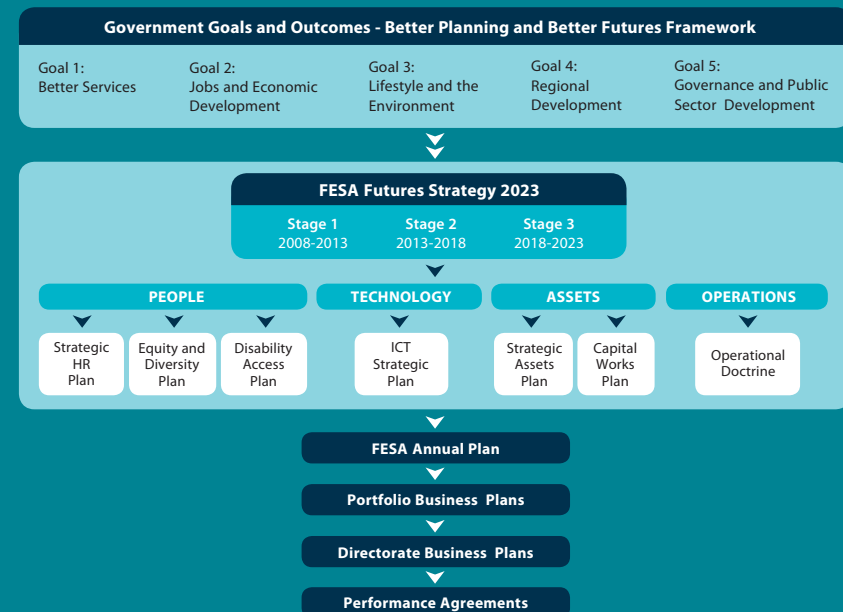 Government Goals and Outcomes - Better Planning and Better Futures Framework
Goal 1:
Better Services
Goal 2:
Jobs and Economic
Development
Goal 3:
Lifestyle and the
Environment
Goal 4:
Regional
Development
Goal 5:
Governance and Public
Sector Development
FESA Futures Strategy 2023
Stage 1
2008-2013
Stage 2
2013-2018
Stage 3
2018-2023
PEOPLE
Strategic
HR
Plan
Equity and
Diversity
Plan
Disability
Access
Plan
TECHNOLOGY
ICT
Strategic
Plan
ASSETS
Strategic
Assets
Plan
Capital
Works
Plan
OPERATIONS
Operational
Doctrine
FESA Annual Plan
Portfolio Business Plans
Directorate Business Plans
Performance Agreements